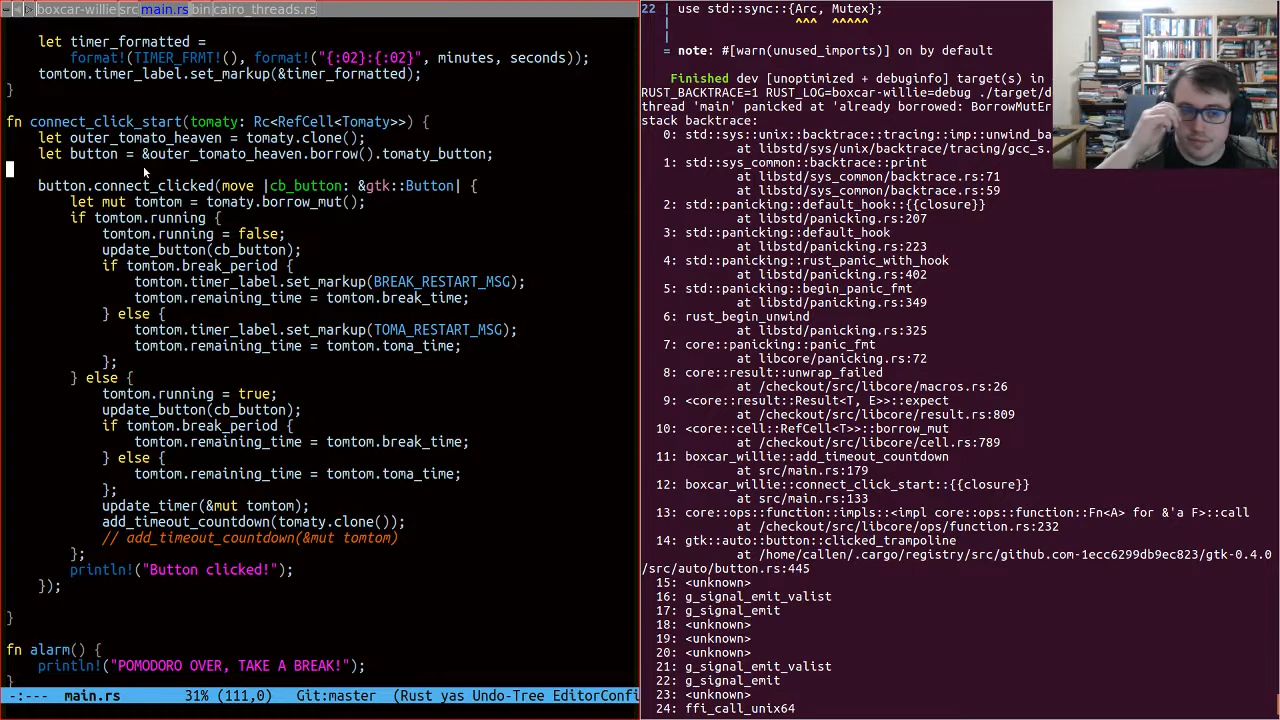 boxcar-willie src main.rs bin cairo_threads.rs
let timer_formatted =
format!(TIMER_FRMT!(), format!("{:02}:{:02}", minutes, seconds));
tomtom.timer_label.set_markup(&timer_formatted);
}
fn connect_click_start(tomaty: Rc<RefCell<Tomaty>>) {
let outer_tomato_heaven = tomaty.clone();
let button = &outer_tomato_heaven.borrow().tomaty_button;
button.connect_clicked(move |cb_button: &gtk::Button| {
let mut tomtom = tomaty.borrow_mut();
if tomtom.running {
tomtom.running = false;
update_button(cb_button);
if tomtom.break_period {
tomtom.timer_label.set_markup(BREAK_RESTART_MSG);
tomtom.remaining_time = tomtom.break_time;
} else {
tomtom.timer_label.set_markup(TOMA_RESTART_MSG);
tomtom.remaining_time = tomtom.toma_time;
};
} else {
tomtom.running = true;
update_button(cb_button);
if tomtom.break_period {
tomtom.remaining_time = tomtom.break_time;
} else {
tomtom.remaining_time = tomtom.toma_time;
};
update_timer(&mut tomtom);
add_timeout_countdown(tomaty.clone());
// add_timeout_countdown(&mut tomtom)
};
println!("Button clicked!");
});
}
fn alarm() {
println!("POMODORO OVER, TAKE A BREAK!");
}
-:--- main.rs 31% (111,0) Git:master (Rust yas Undo-Tree EditorConfi
22 | use std::sync::{Arc, Mutex};
| ^^^ ^^^^^
|
= note: #[warn(unused_imports)] on by default
Finished dev [unoptimized + debuginfo] target(s) in
RUST_BACKTRACE=1 RUST_LOG=boxcar-willie=debug ./target/d
thread 'main' panicked at 'already borrowed: BorrowMutEr
stack backtrace:
0: std::sys::unix::backtrace::tracing::imp::unwind_ba
at libstd/sys/unix/backtrace/tracing/gcc_s.
1: std::sys_common::backtrace::print
at libstd/sys_common/backtrace.rs:71
at libstd/sys_common/backtrace.rs:59
2: std::panicking::default_hook::{{closure}}
at libstd/panicking.rs:207
3: std::panicking::default_hook
at libstd/panicking.rs:223
4: std::panicking::rust_panic_with_hook
at libstd/panicking.rs:402
5: std::panicking::begin_panic_fmt
at libstd/panicking.rs:349
6: rust_begin_unwind
at libstd/panicking.rs:325
7: core::panicking::panic_fmt
at libcore/panicking.rs:72
8: core::result::unwrap_failed
at /checkout/src/libcore/macros.rs:26
9: <core::result::Result<T, E>>::expect
at /checkout/src/libcore/result.rs:809
10: <core::cell::RefCell<T>>::borrow_mut
at /checkout/src/libcore/cell.rs:789
11: boxcar_willie::add_timeout_countdown
at src/main.rs:179
12: boxcar_willie::connect_click_start::{{closure}}
at src/main.rs:133
13: core::ops::function::impls::<impl core::ops::function::Fn<A> for &'a F>::call
at /checkout/src/libcore/ops/function.rs:232
14: gtk::auto::button::clicked_trampoline
at /home/callen/.cargo/registry/src/github.com-1ecc6299db9ec823/gtk-0.4.0
/src/auto/button.rs:445
15: <unknown>
16: g_signal_emit_valist
17: g_signal_emit
18: <unknown>
19: <unknown>
20: <unknown>
21: g_signal_emit_valist
22: g_signal_emit
23: <unknown>
24: ffi_call_unix64